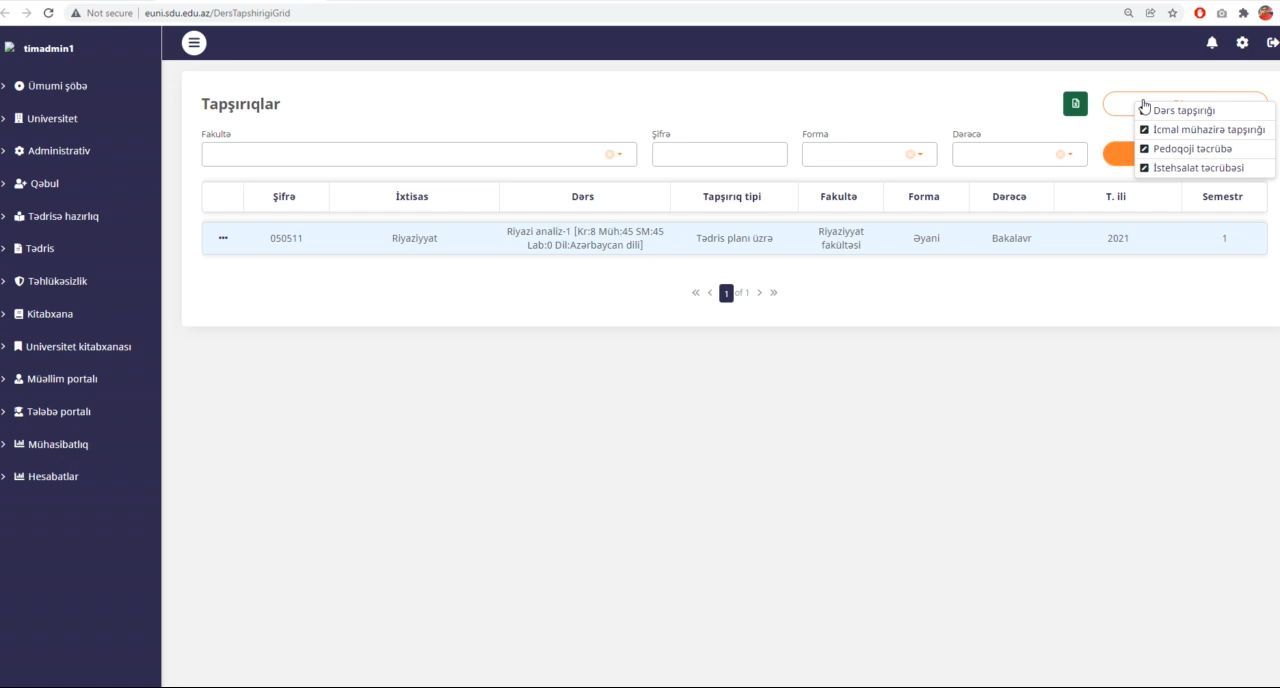 Not secure
euni.sdu.edu.az/DersTapshirigiGrid
timadmin1
Ümumi şöbə
Universitet
Administrativ
Qəbul
Tədrisə hazırlıq
Tədris
Təhlükəsizlik
Kitabxana
Universitet kitabxanası
Müəllim portalı
Tələbə portalı
Mühasibatlıq
Hesabatlar
Tapşırıqlar
Dərs tapşırığı
İcmal mühazirə tapşırığı
Pedoqoji təcrübə
İstehsalat təcrübəsi
Fakultə
Şifrə
Forma
Dərəcə
Şifrə
İxtisas
Dərs
Tapşırıq tipi
Fakultə
Forma
Dərəcə
T. ili
Semestr
050511
Riyaziyyat
Riyazi analiz-1 [Kr:8 Müh:45 SM:45
Lab:0 Dil:Azərbaycan dili]
Tədris planı üzrə
Riyaziyyat
fakültəsi
Əyani
Bakalavr
2021
1
1 of 1